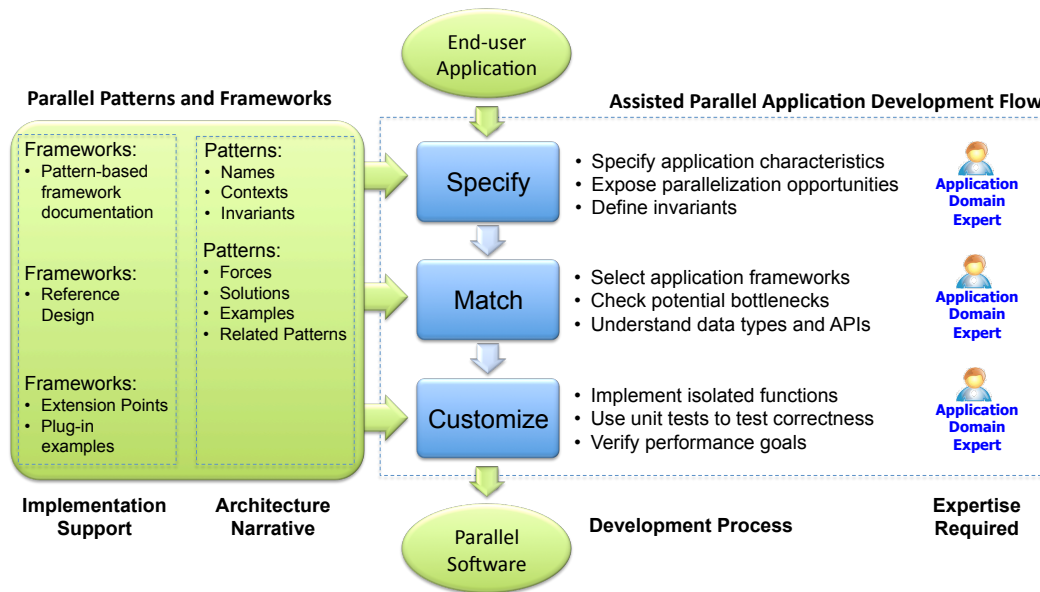 End-user
Application
Parallel Patterns and Frameworks
Assisted Parallel Application Development Flow
Frameworks:
• Pattern-based
framework
documentation
Frameworks:
• Reference
Design
Frameworks:
• Extension Points
• Plug-in
examples
Patterns:
• Names
• Contexts
• Invariants
Patterns:
• Forces
• Solutions
• Examples
• Related Patterns
Specify
• Specify application characteristics
• Expose parallelization opportunities
• Define invariants
Application
Domain
Expert
Match
• Select application frameworks
• Check potential bottlenecks
• Understand data types and APIs
Application
Domain
Expert
Customize
• Implement isolated functions
• Use unit tests to test correctness
• Verify performance goals
Application
Domain
Expert
Implementation
Support
Architecture
Narrative
Parallel
Software
Development Process
Expertise
Required